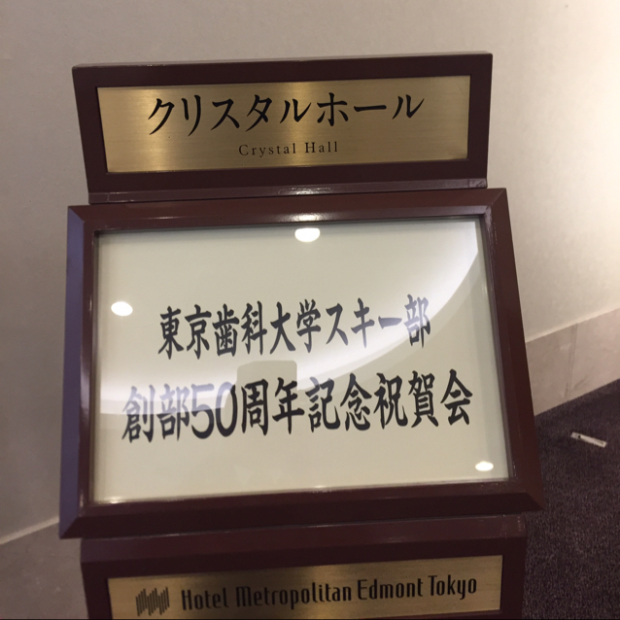 クリスタルホール
Crystal Hall
東京歯科大学スキー部
創部50周年記念祝賀会
Hotel Metropolitan Edmont Tokyo